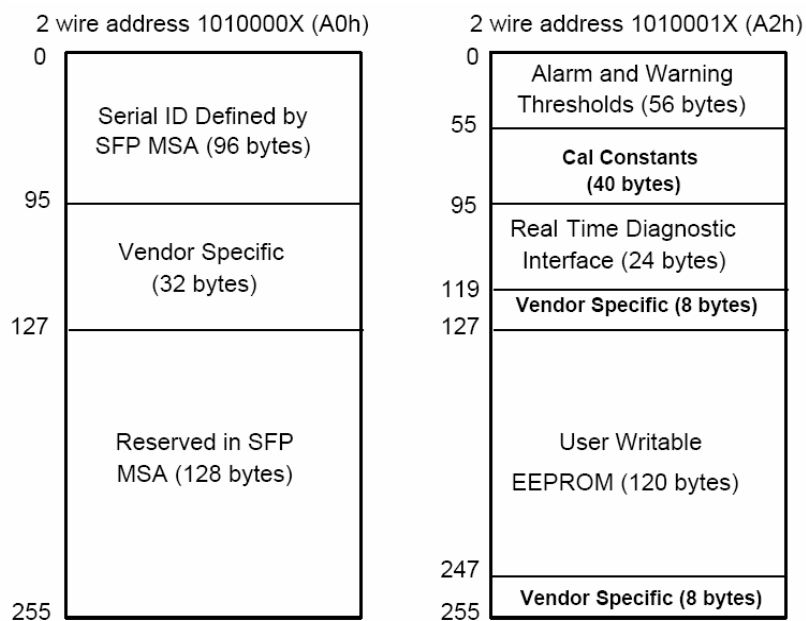 2 wire address 1010000X (A0h)
0
Serial ID Defined by
SFP MSA (96 bytes)
95
Vendor Specific
(32 bytes)
127
Reserved in SFP
MSA (128 bytes)
255
2 wire address 1010001X (A2h)
0
Alarm and Warning
Thresholds (56 bytes)
55
Cal Constants
(40 bytes)
95
Real Time Diagnostic
Interface (24 bytes)
119
Vendor Specific (8 bytes)
127
User Writable
EEPROM (120 bytes)
247
Vendor Specific (8 bytes)
255